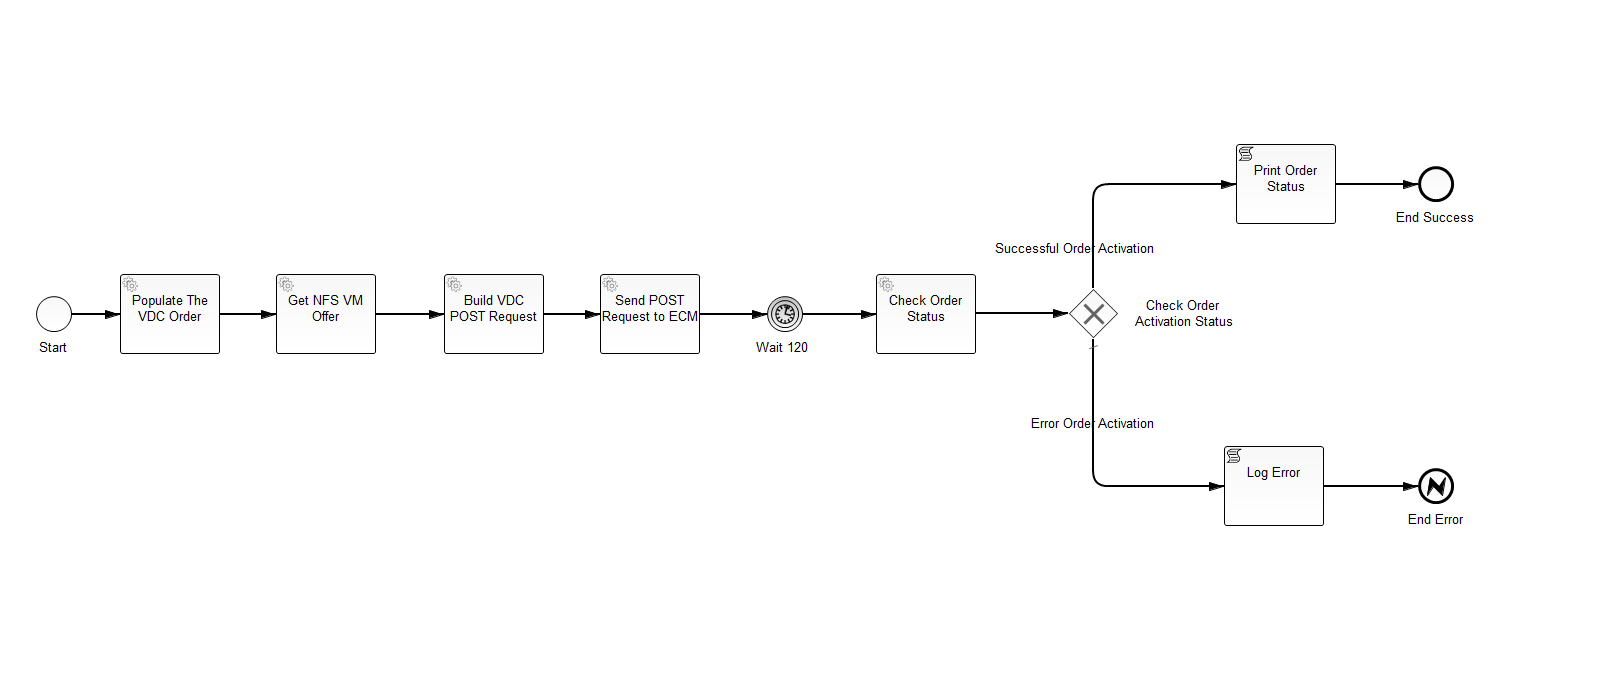 Start
Populate The
VDC Order
Get NFS VM
Offer
Build VDC
POST Request
Send POST
Request to ECM
Wait 120
Check Order
Status
Successful Order Activation
Check Order
Activation Status
Error Order Activation
Print Order
Status
End Success
Log Error
End Error